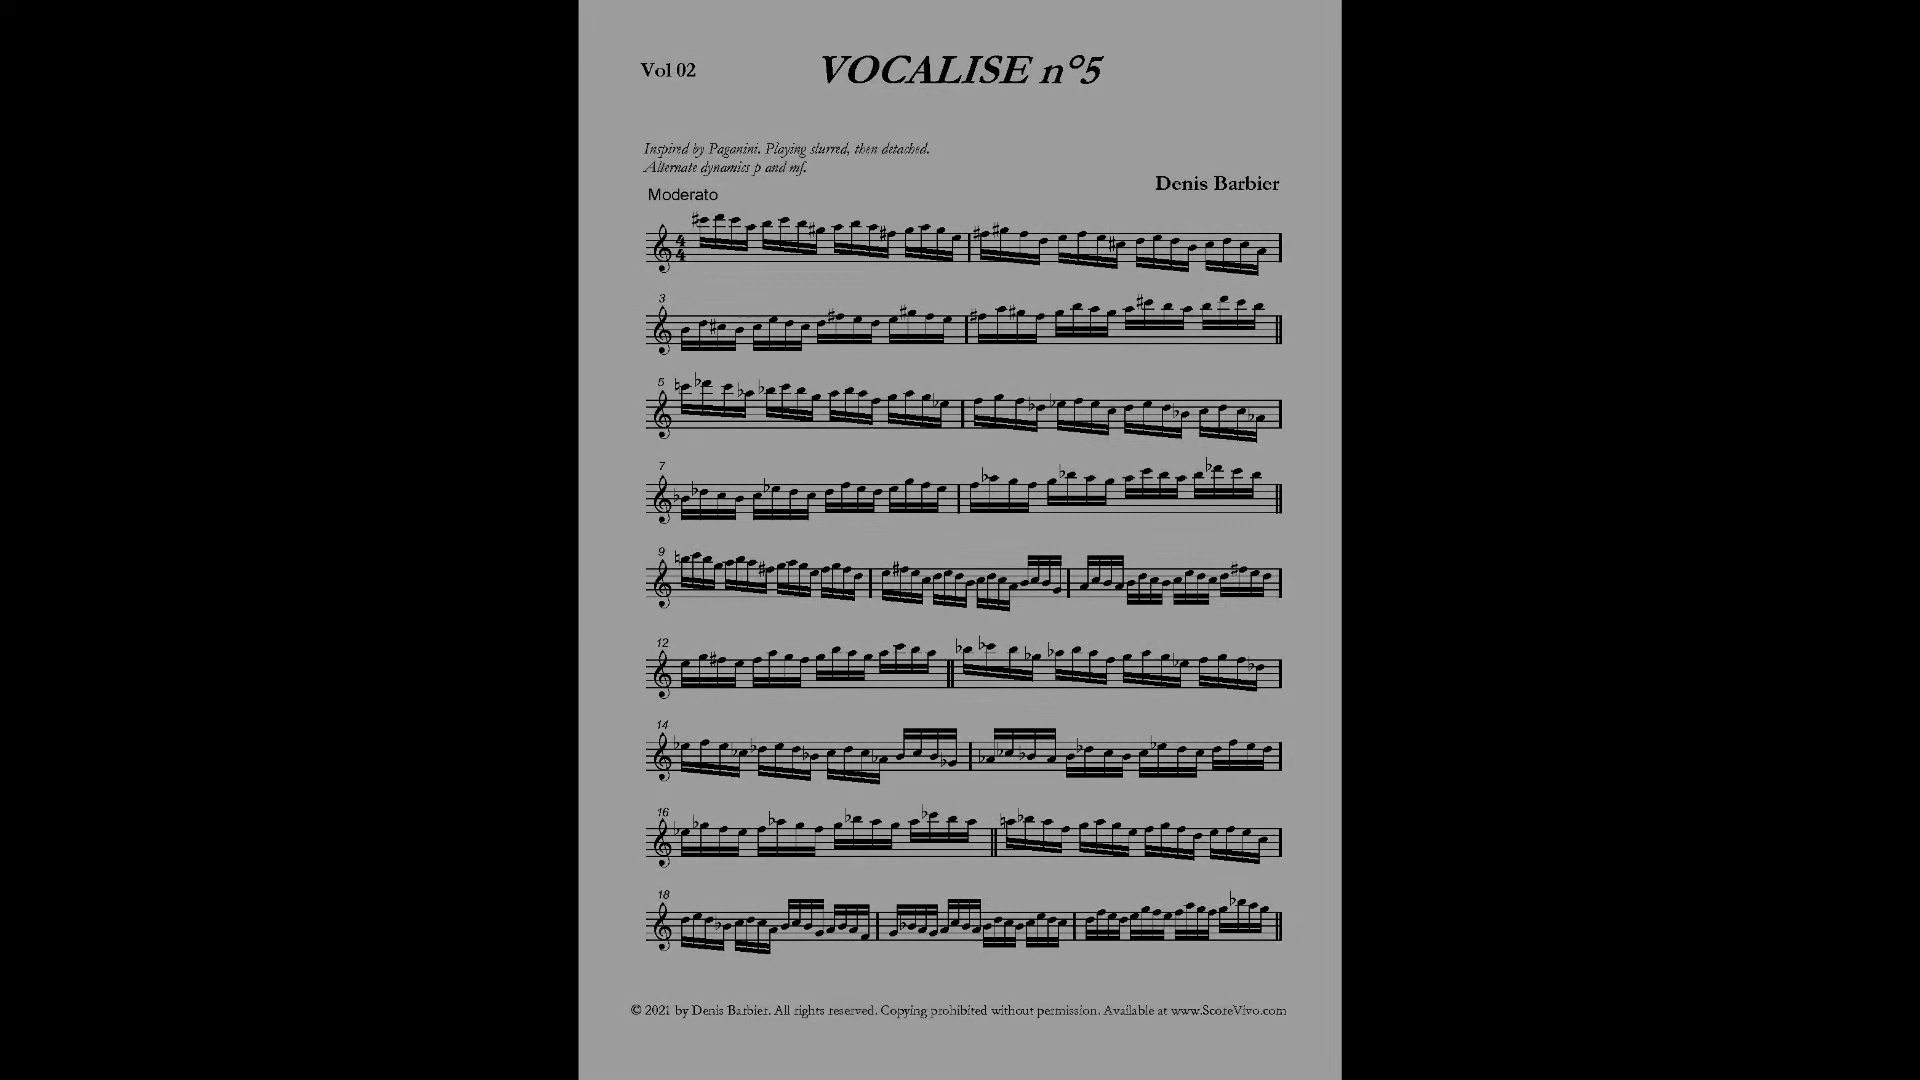 Vol 02
VOCALISE n°5
Inspired by Paganini. Playing slurred, then detached.
Alternate dynamics p and mf.
Denis Barbier
Moderato
3
5
7
9
12
14
16
18
© 2021 by Denis Barbier. All rights reserved. Copying prohibited without permission. Available at www.ScoreVivo.com